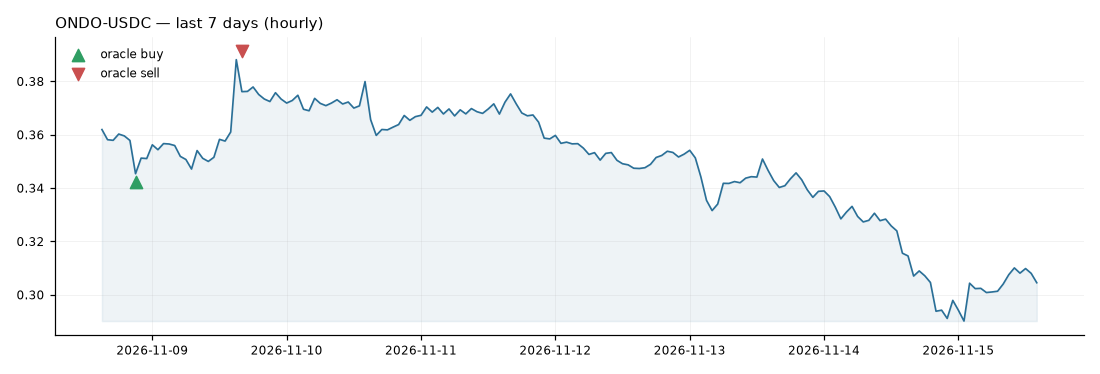 ONDO-USDC — last 7 days (hourly)
oracle buy
oracle sell
0.38
0.36
0.34
0.32
0.30
2026-11-09 2026-11-10 2026-11-11 2026-11-12 2026-11-13 2026-11-14 2026-11-15